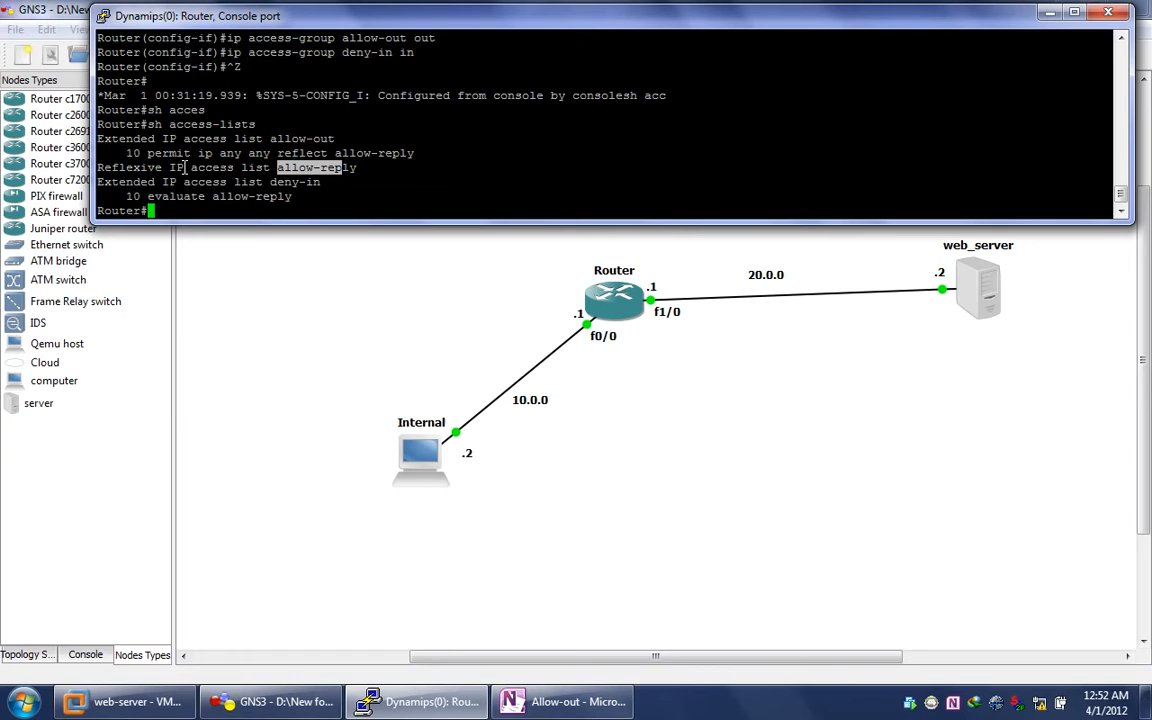 GNS3 - D:\New
Dynamips(0): Router, Console port
File
Edit
Router(config-if)#ip access-group allow-out out
Router(config-if)#ip access-group deny-in in
Router(config-if)#^Z
Router#
*Mar  1 00:31:19.939: %SYS-5-CONFIG_I: Configured from console by consolesh acc
Router#sh acces
Router#sh access-lists
Extended IP access list allow-out
    10 permit ip any any reflect allow-reply
Reflexive IP access list allow-reply
Extended IP access list deny-in
    10 evaluate allow-reply
Router#
Nodes Types
Router c1700
Router c2600
Router c2691
Router c3600
Router c3700
Router c7200
PIX firewall
ASA firewall
Juniper router
Ethernet switch
ATM bridge
ATM switch
Frame Relay switch
IDS
Qemu host
Cloud
computer
server
web_server
Router
.1
20.0.0
.2
f1/0
.1
f0/0
10.0.0
Internal
.2
Topology S...
Console
Nodes Types
web-server - VM...
GNS3 - D:\New fo...
Dynamips(0): Rou...
Allow-out - Micro...
12:52 AM
4/1/2012